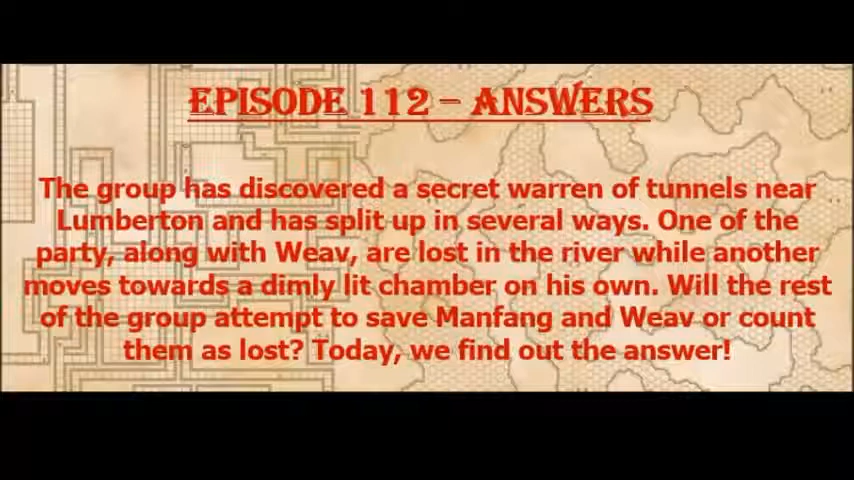 EPISODE 112 – ANSWERS
The group has discovered a secret warren of tunnels near
Lumberton and has split up in several ways. One of the
party, along with Weav, are lost in the river while another
moves towards a dimly lit chamber on his own. Will the rest
of the group attempt to save Manfang and Weav or count
them as lost? Today, we find out the answer!